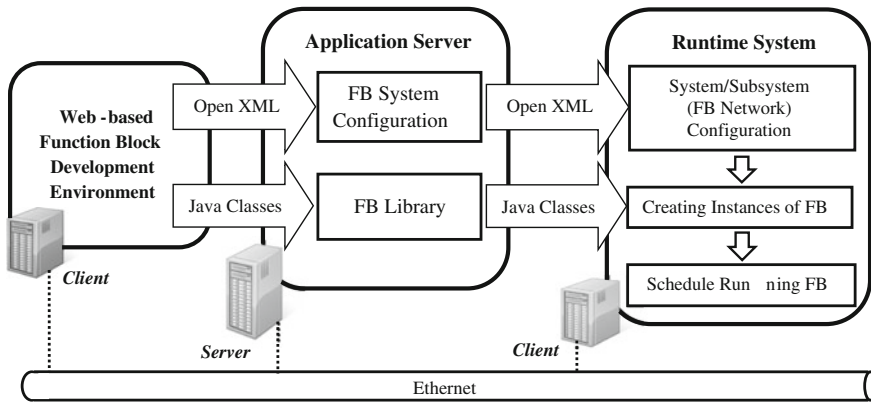 Web -based
Function Block
Development
Environment
Client
Open XML
Java Classes
Application Server
FB System
Configuration
FB Library
Server
Open XML
Java Classes
Runtime System
System/Subsystem
(FB Network)
Configuration
Creating Instances of FB
Schedule Run ning FB
Client
Ethernet